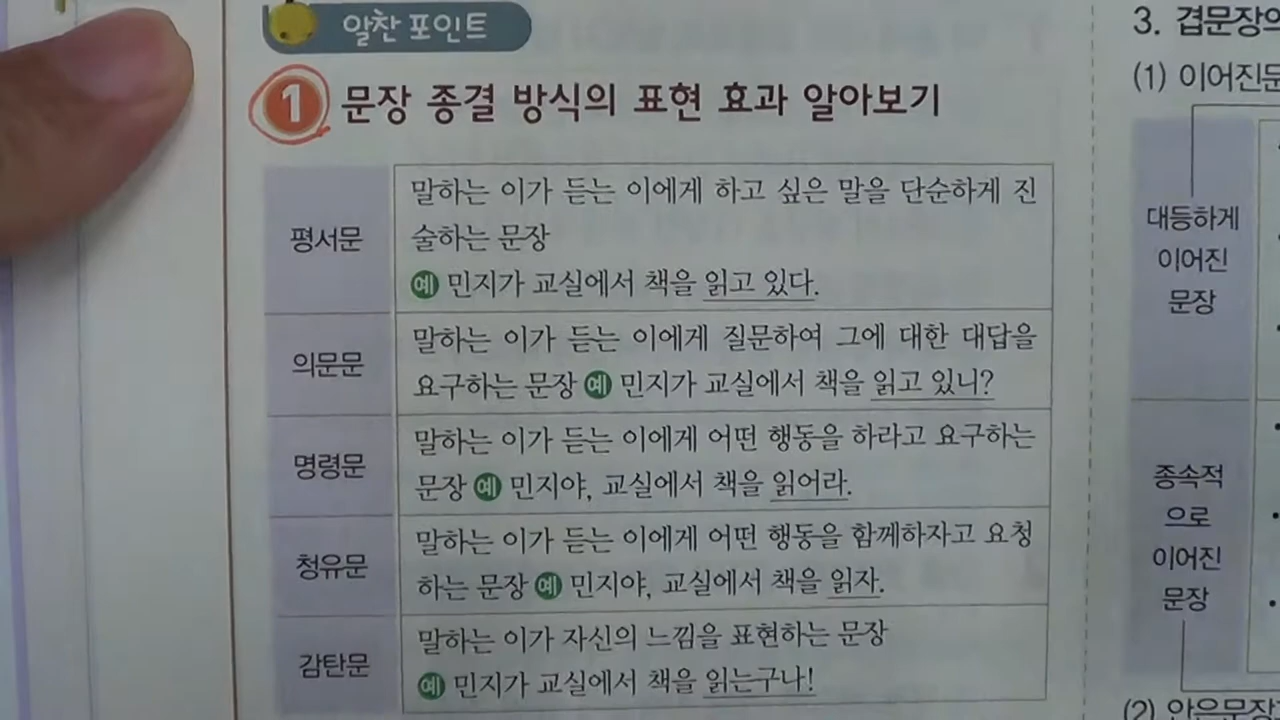 알찬 포인트
1 문장 종결 방식의 표현 효과 알아보기
평서문
말하는 이가 듣는 이에게 하고 싶은 말을 단순하게 진
술하는 문장
예 민지가 교실에서 책을 읽고 있다.
의문문
말하는 이가 듣는 이에게 질문하여 그에 대한 대답을
요구하는 문장 예 민지가 교실에서 책을 읽고 있니?
명령문
말하는 이가 듣는 이에게 어떤 행동을 하라고 요구하는
문장 예 민지야, 교실에서 책을 읽어라.
청유문
말하는 이가 듣는 이에게 어떤 행동을 함께하자고 요청
하는 문장 예 민지야, 교실에서 책을 읽자.
감탄문
말하는 이가 자신의 느낌을 표현하는 문장
예 민지가 교실에서 책을 읽는구나!
3. 겹문장의
(1) 이어진문
대등하게
이어진
문장
종속적
으로
이어진
문장
(2) 안은문장